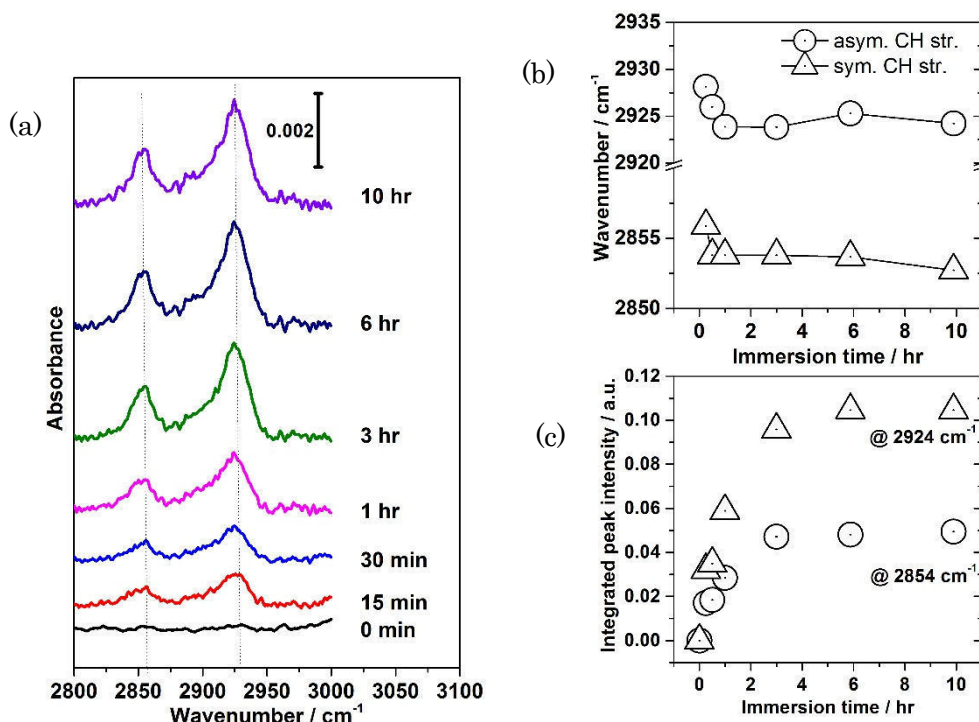 (a)
0.002
10 hr
6 hr
3 hr
1 hr
30 min
15 min
0 min
Absorbance
2800 2850 2900 2950 3000 3050 3100
Wavenumber / cm-1
(b)
asym. CH str.
sym. CH str.
2935
2930
2925
2920
2855
2850
Wavenumber / cm-1
0 2 4 6 8 10
Immersion time / hr
(c)
0.12
0.10
0.08
0.06
0.04
0.02
0.00
Integrated peak intensity / a.u.
@ 2924 cm-1
@ 2854 cm-1
0 2 4 6 8 10
Immersion time / hr